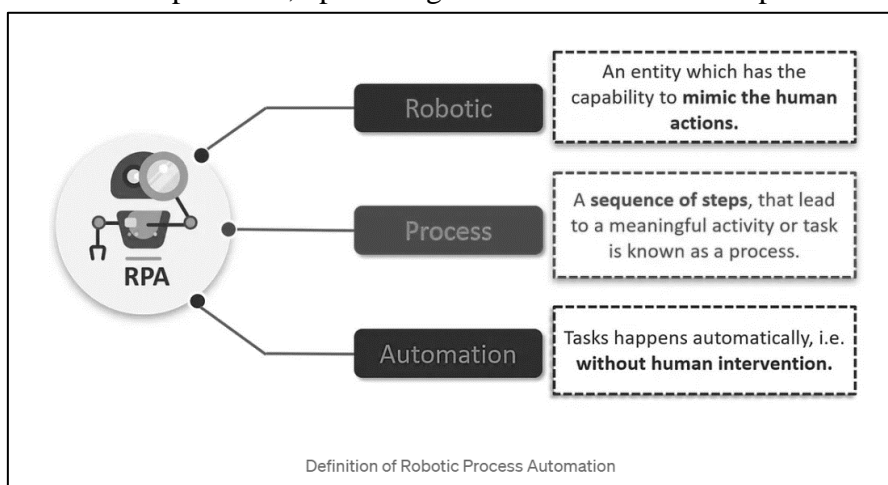 Robotic
An entity which has the
capability to mimic the human
actions.
RPA
Process
A sequence of steps, that lead
to a meaningful activity or task
is known as a process.
Automation
Tasks happens automatically, i.e.
without human intervention.
Definition of Robotic Process Automation